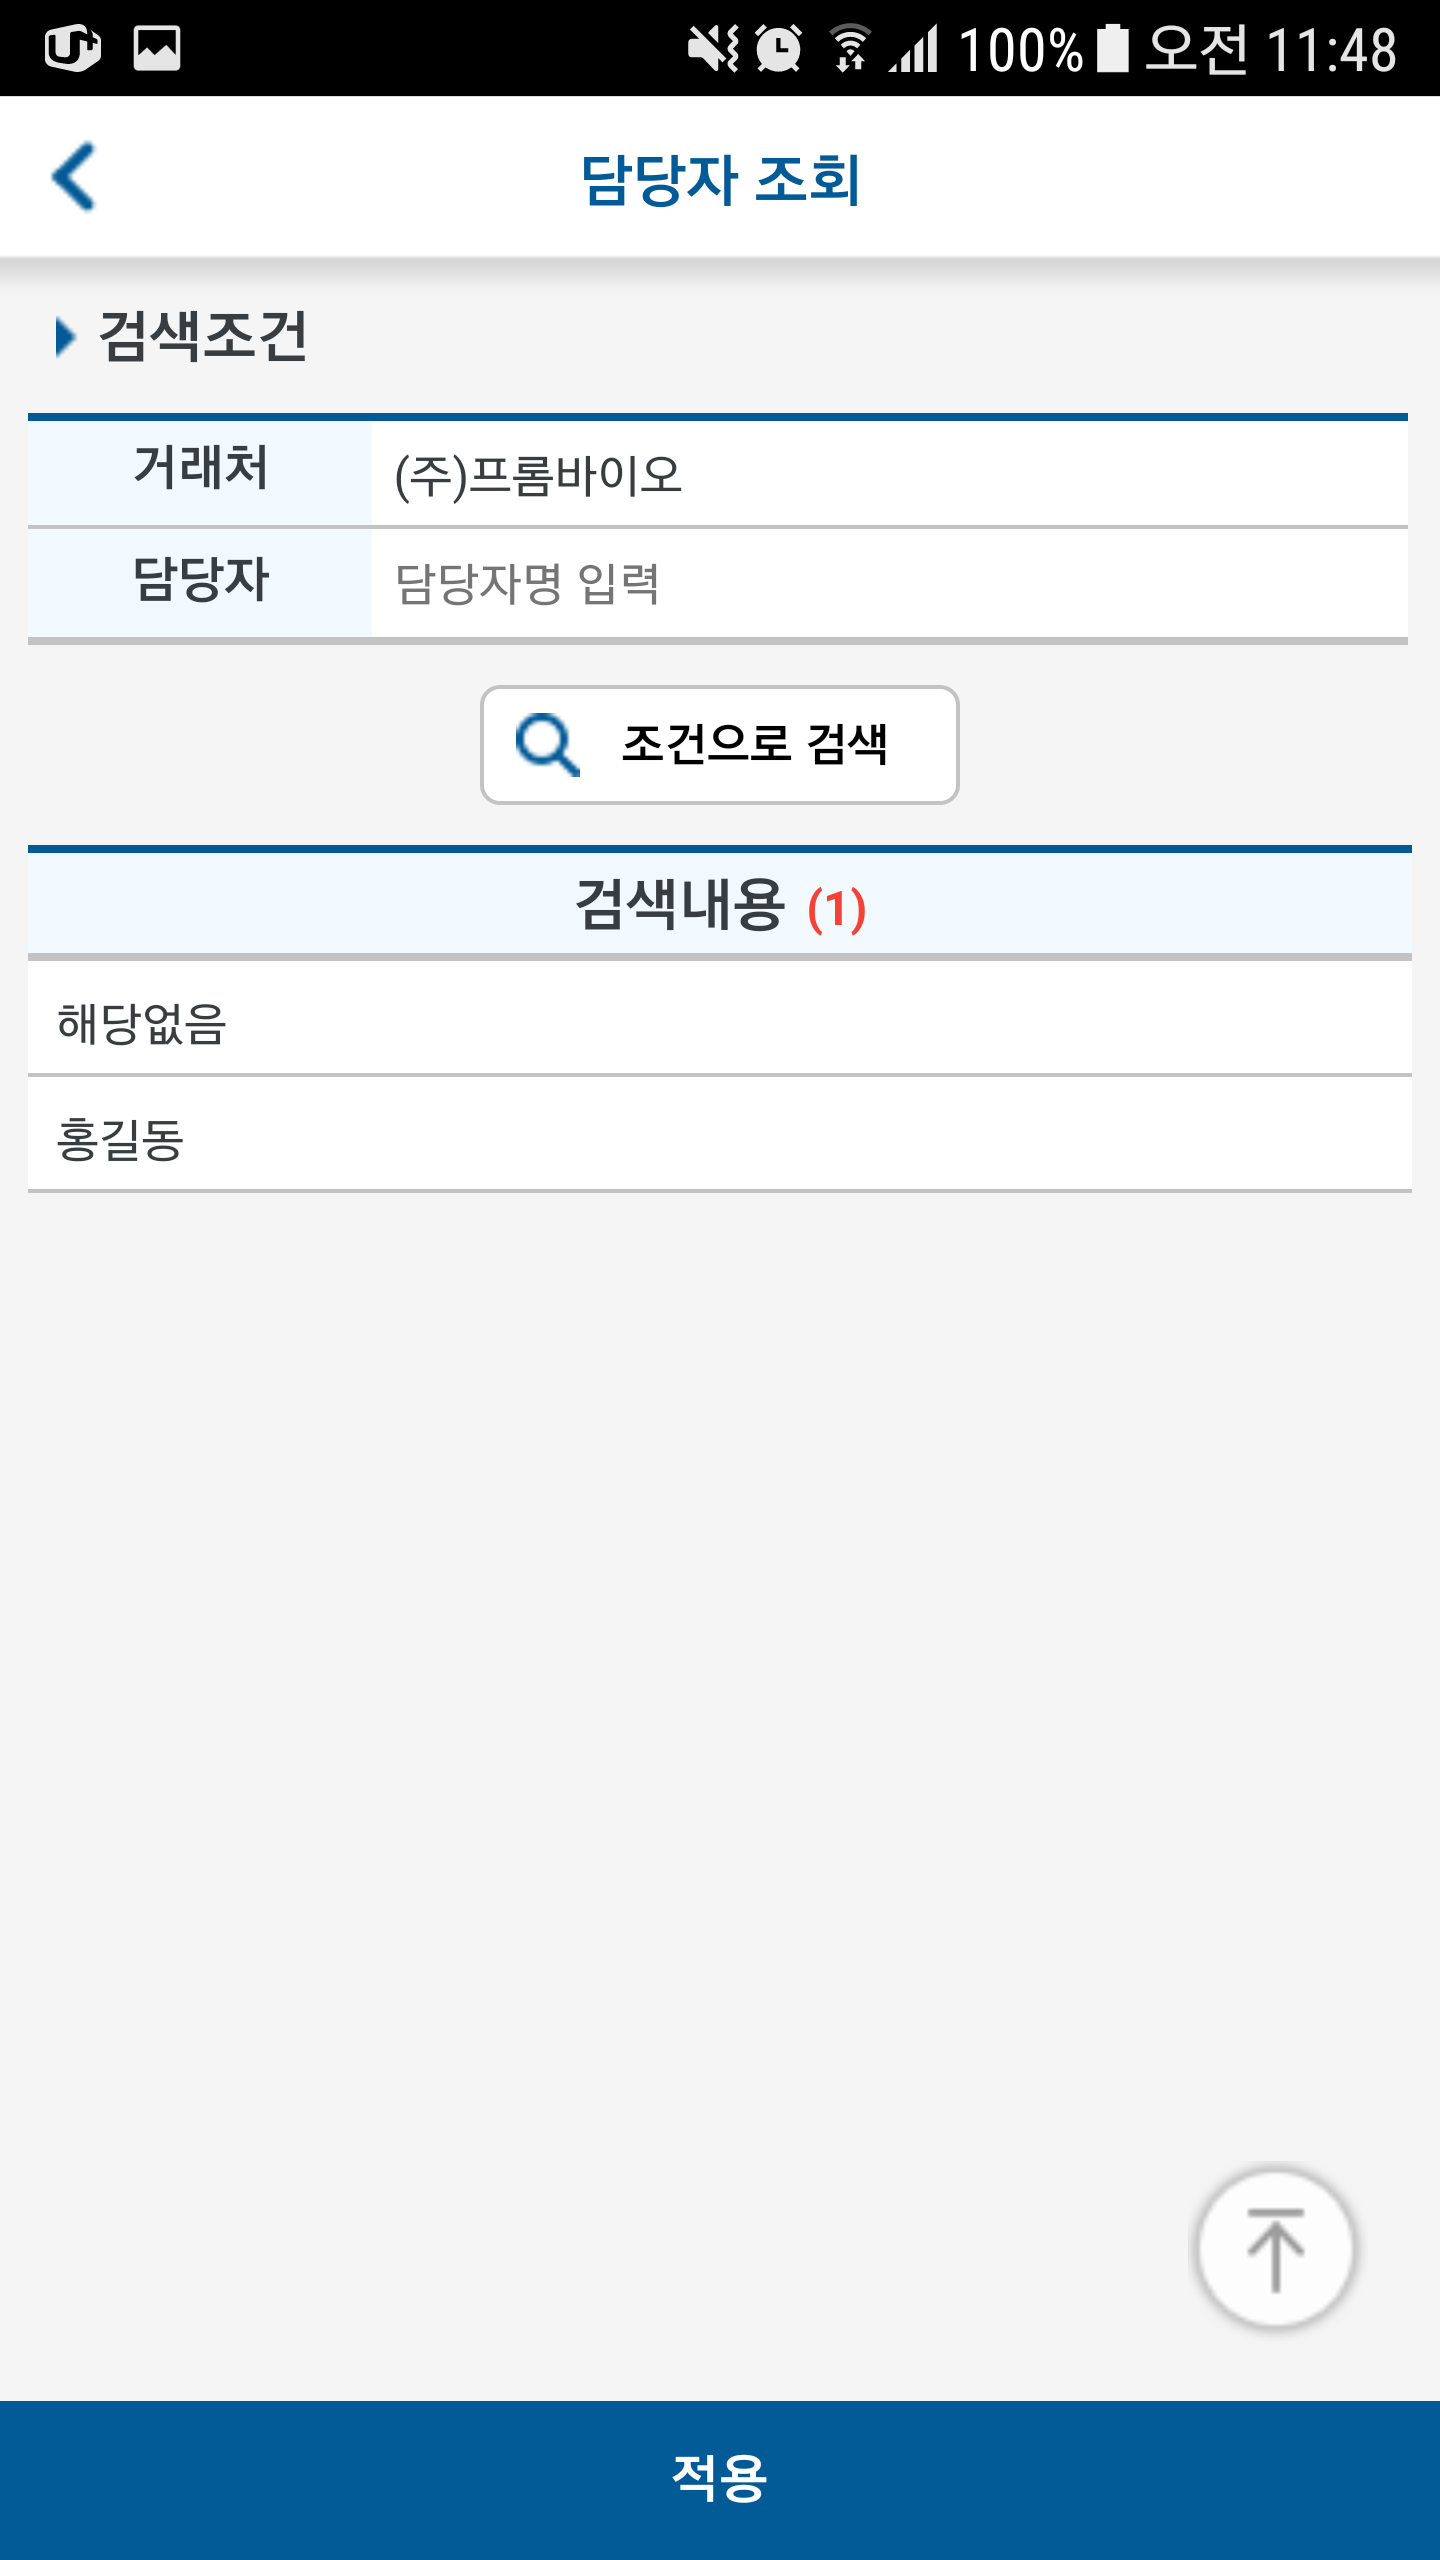 U+ 100% 오전 11:48
담당자 조회
검색조건
거래처 (주)프롬바이오
담당자 담당자명 입력
조건으로 검색
검색내용 (1)
해당없음
홍길동
적용